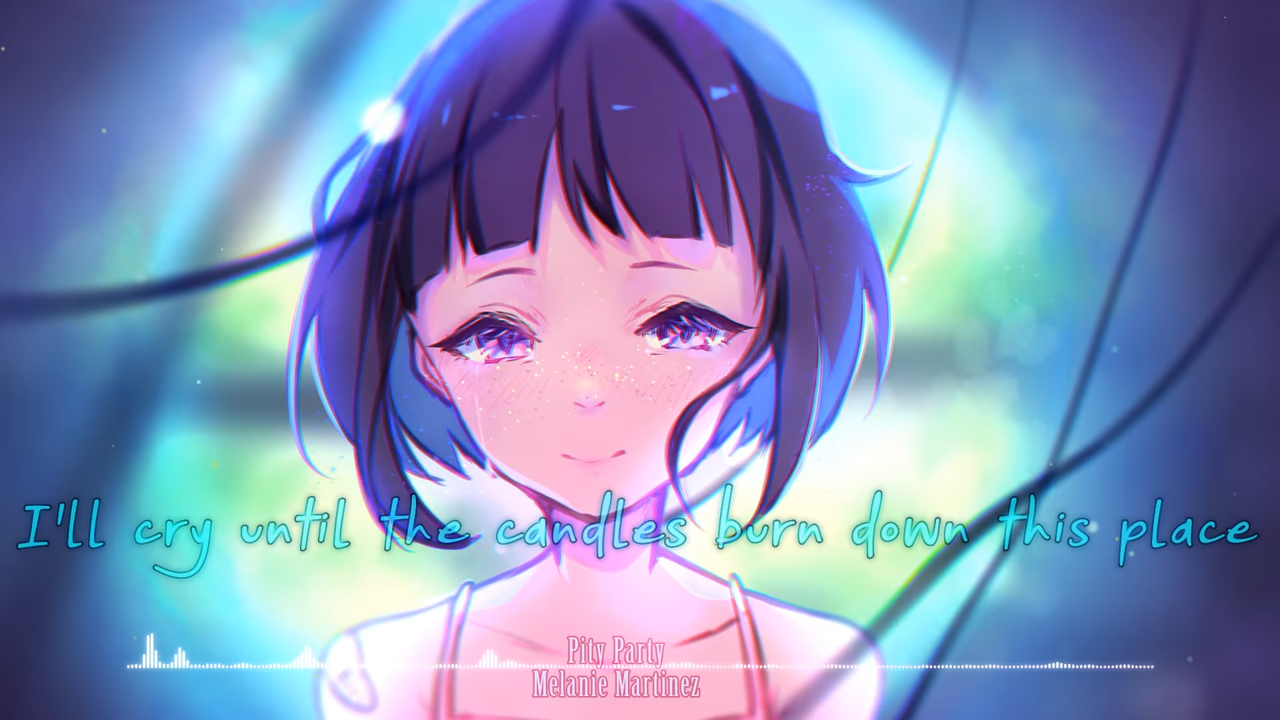 I'll cry until the candles burn down this place
Pity Party
Melanie Martinez